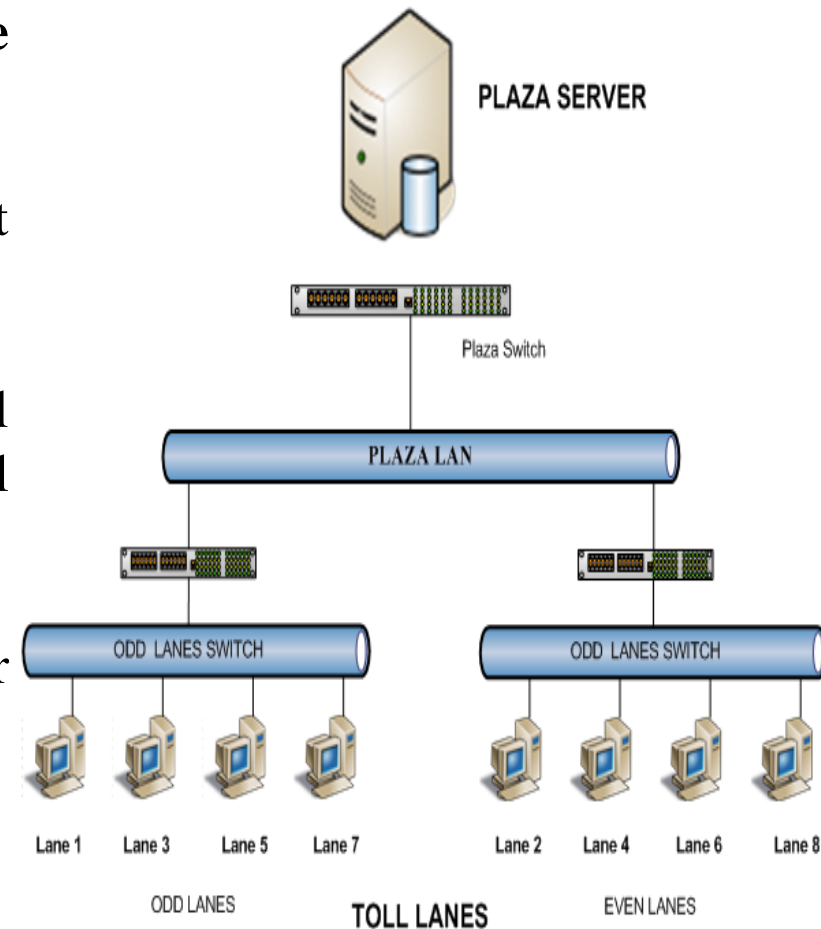 e
PLAZA SERVER
t
Plaza Switch
l
PLAZA LAN
l
ODD LANES SWITCH
ODD LANES SWITCH
r
Lane 1 Lane 3 Lane 5 Lane 7 Lane 2 Lane 4 Lane 6 Lane 8
ODD LANES
TOLL LANES
EVEN LANES